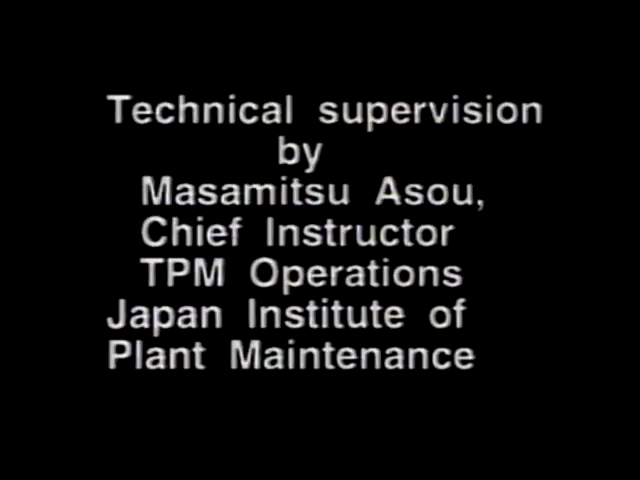 Technical supervision
by
Masamitsu Asou,
Chief Instructor
TPM Operations
Japan Institute of
Plant Maintenance